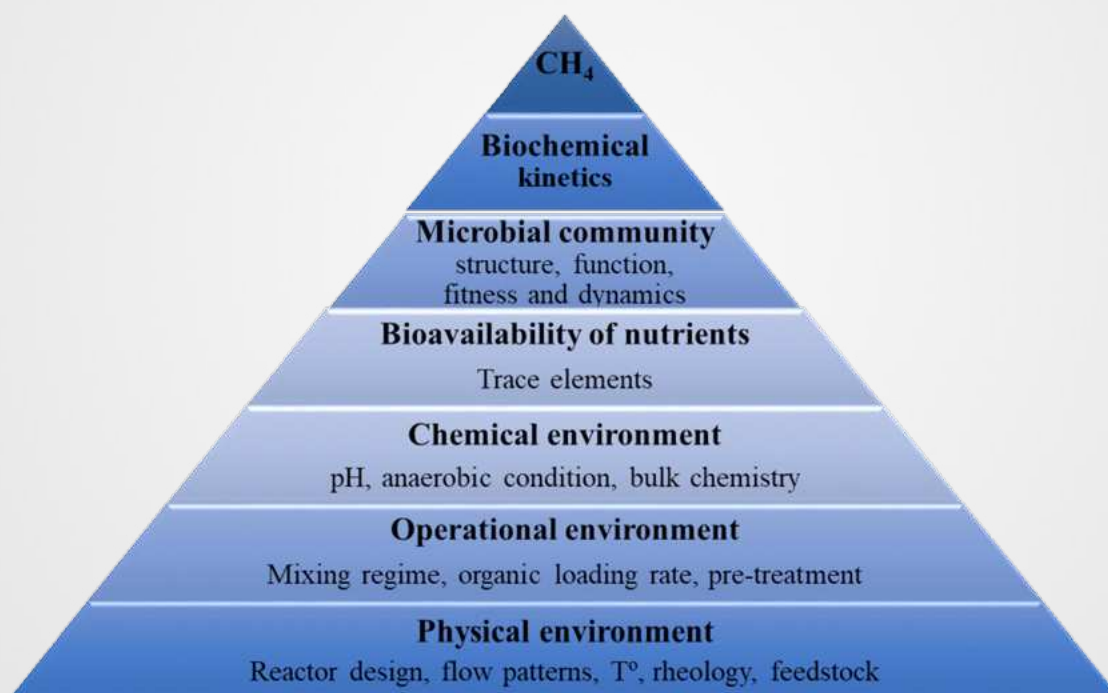 CH₄
Biochemical
kinetics
Microbial community
structure, function,
fitness and dynamics
Bioavailability of nutrients
Trace elements
Chemical environment
pH, anaerobic condition, bulk chemistry
Operational environment
Mixing regime, organic loading rate, pre-treatment
Physical environment
Reactor design, flow patterns, Tº, rheology, feedstock